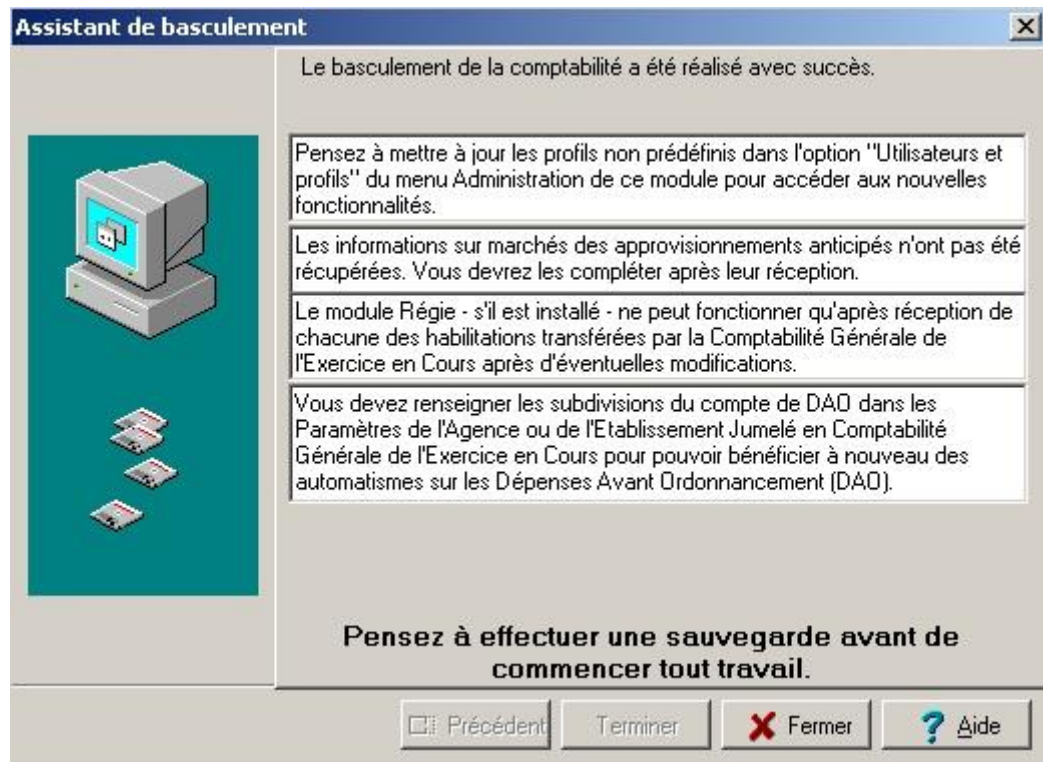 Assistant de basculement
Le basculement de la comptabilité a été réalisé avec succès.
Pensez à mettre à jour les profils non prédéfinis dans l'option "Utilisateurs et
profils" du menu Administration de ce module pour accéder aux nouvelles
fonctionnalités.
Les informations sur marchés des approvisionnements anticipés n'ont pas été
récupérées. Vous devrez les compléter après leur réception.
Le module Régie - s'il est installé - ne peut fonctionner qu'après réception de
chacune des habilitations transférées par la Comptabilité Générale de
l'Exercice en Cours après d'éventuelles modifications.
Vous devez renseigner les subdivisions du compte de DAO dans les
Paramètres de l'Agence ou de l'Etablissement Jumelé en Comptabilité
Générale de l'Exercice en Cours pour pouvoir bénéficier à nouveau des
automatismes sur les Dépenses Avant Ordonnancement (DAO).
Pensez à effectuer une sauvegarde avant de
commencer tout travail.
Précédent Terminer Fermer Aide